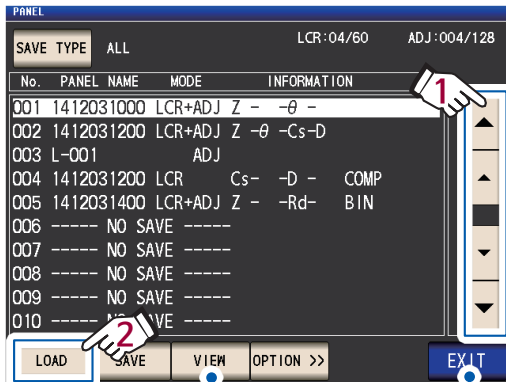 PANEL
SAVE TYPE ALL LCR:04/60 ADJ:004/128
No. PANEL NAME MODE INFORMATION
001 1412031000 LCR+ADJ Z - -θ -
002 1412031200 LCR+ADJ Z -θ -Cs-D
003 L-001 ADJ
004 1412031200 LCR Cs- -D - COMP
005 1412031400 LCR+ADJ Z - -Rd- BIN
006 ----- NO SAVE -----
007 ----- NO SAVE -----
008 ----- NO SAVE -----
009 ----- NO SAVE -----
010 ----- VE -----
1
2
LOAD SAVE VIEW OPTION >> EXIT